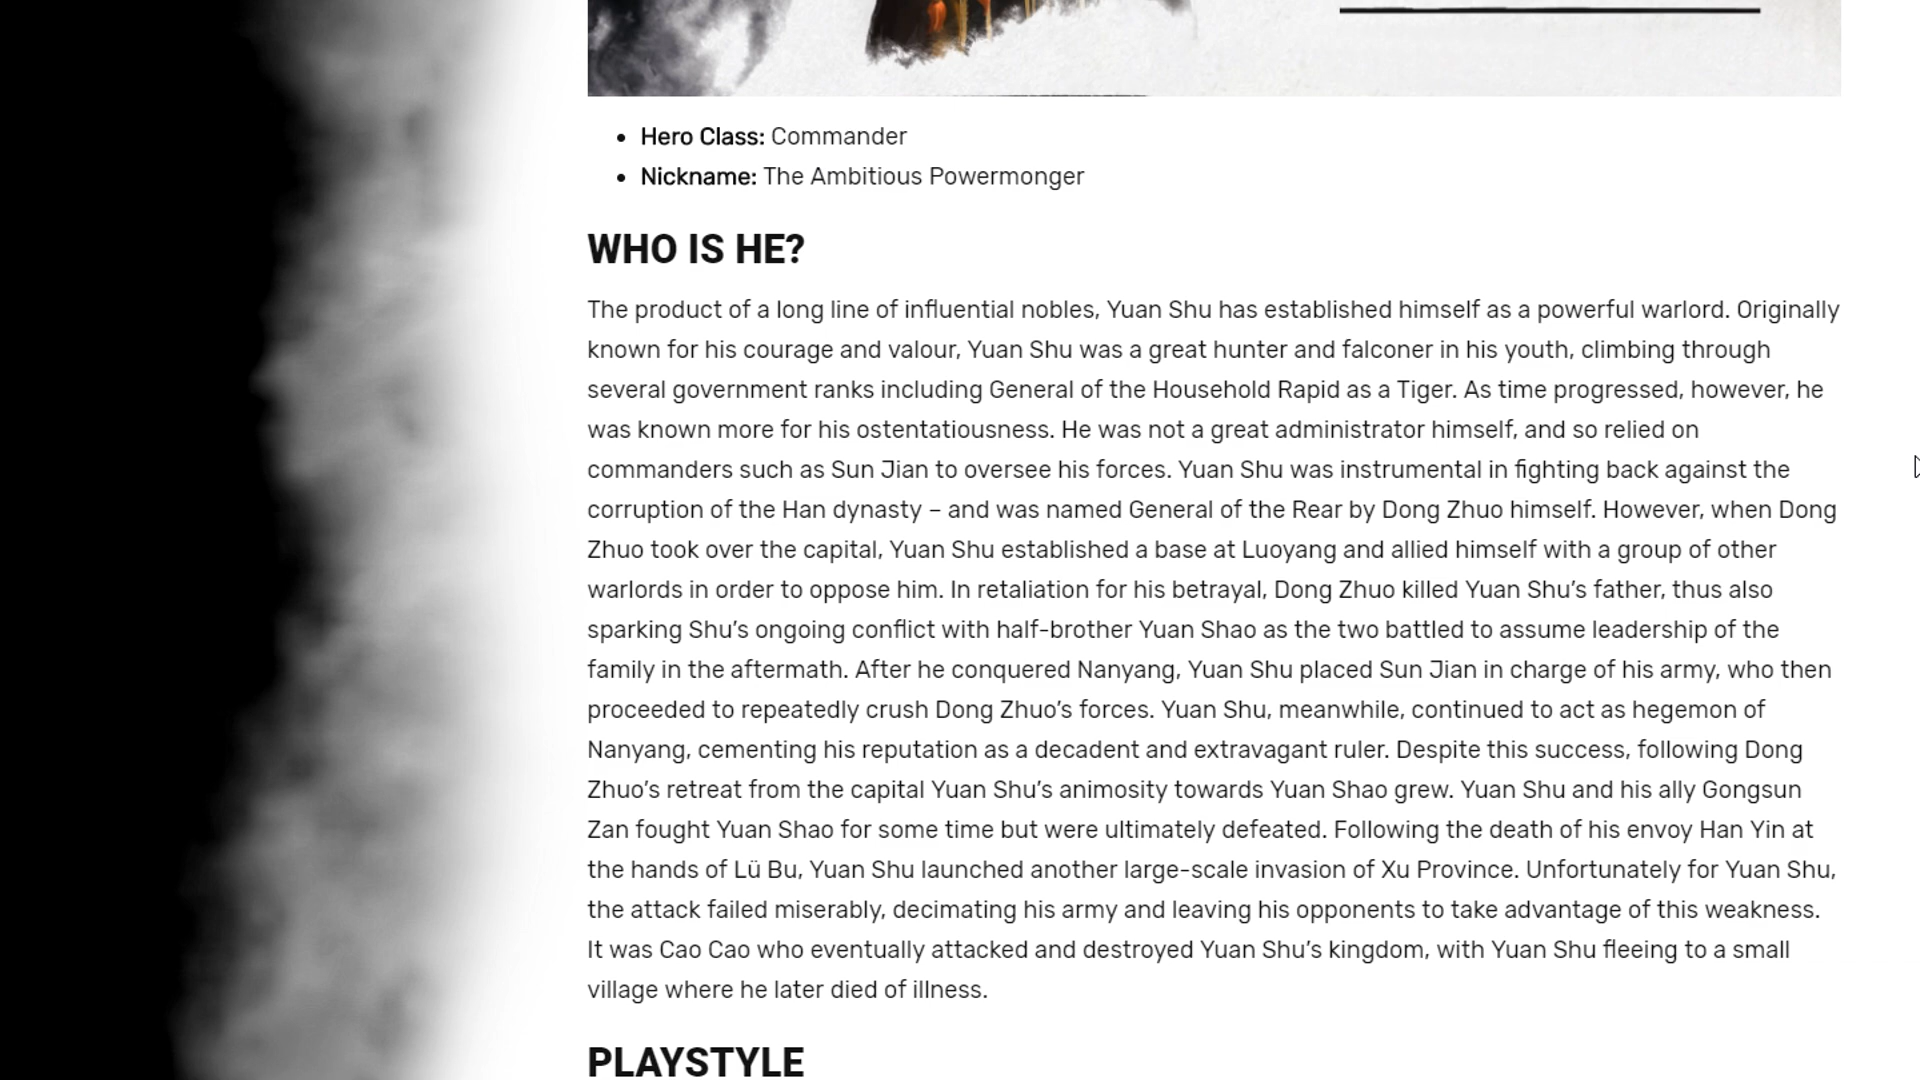 Hero Class: Commander
Nickname: The Ambitious Powermonger
WHO IS HE?
The product of a long line of influential nobles, Yuan Shu has established himself as a powerful warlord. Originally
known for his courage and valour, Yuan Shu was a great hunter and falconer in his youth, climbing through
several government ranks including General of the Household Rapid as a Tiger. As time progressed, however, he
was known more for his ostentatiousness. He was not a great administrator himself, and so relied on
commanders such as Sun Jian to oversee his forces. Yuan Shu was instrumental in fighting back against the
corruption of the Han dynasty – and was named General of the Rear by Dong Zhuo himself. However, when Dong
Zhuo took over the capital, Yuan Shu established a base at Luoyang and allied himself with a group of other
warlords in order to oppose him. In retaliation for his betrayal, Dong Zhuo killed Yuan Shu’s father, thus also
sparking Shu’s ongoing conflict with half-brother Yuan Shao as the two battled to assume leadership of the
family in the aftermath. After he conquered Nanyang, Yuan Shu placed Sun Jian in charge of his army, who then
proceeded to repeatedly crush Dong Zhuo’s forces. Yuan Shu, meanwhile, continued to act as hegemon of
Nanyang, cementing his reputation as a decadent and extravagant ruler. Despite this success, following Dong
Zhuo’s retreat from the capital Yuan Shu’s animosity towards Yuan Shao grew. Yuan Shu and his ally Gongsun
Zan fought Yuan Shao for some time but were ultimately defeated. Following the death of his envoy Han Yin at
the hands of Lü Bu, Yuan Shu launched another large-scale invasion of Xu Province. Unfortunately for Yuan Shu,
the attack failed miserably, decimating his army and leaving his opponents to take advantage of this weakness.
It was Cao Cao who eventually attacked and destroyed Yuan Shu’s kingdom, with Yuan Shu fleeing to a small
village where he later died of illness.
PLAYSTYLE